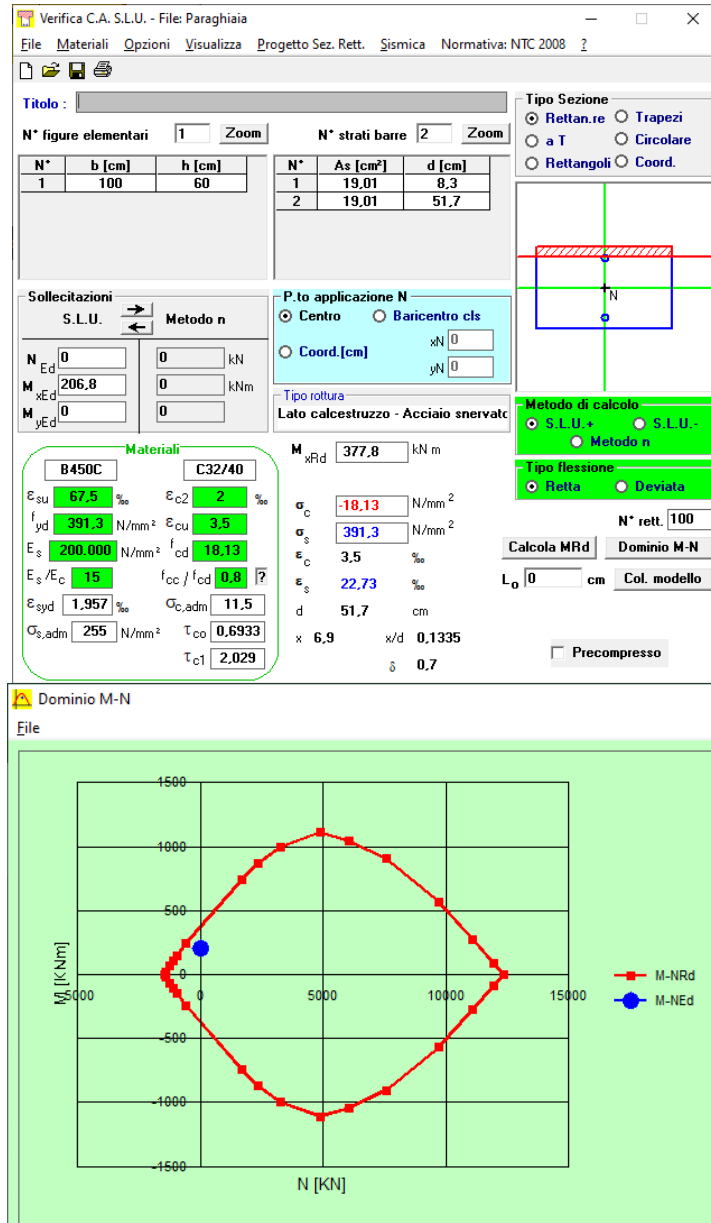 Verifica C.A. S.L.U. - File: Paraghiaia
File Materiali Opzioni Visualizza Progetto Sez. Rett. Sismica Normativa: NTC 2008 ?
Titolo :
N° figure elementari 1 Zoom N° strati barre 2 Zoom
N° b [cm] h [cm]
1 100 60
N° As [cm²] d [cm]
1 19,01 8,3
2 19,01 51,7
Tipo Sezione
Rettan.re Trapezi
a T Circolare
Rettangoli Coord.
N
Sollecitazioni
S.L.U. Metodo n
N Ed 0 0 kN
M xEd 206,8 0 kNm
M yEd 0 0
P.to applicazione N
Centro Baricentro cls
Coord.[cm] xN 0
yN 0
Tipo rottura
Lato calcestruzzo - Acciaio snervato
Metodo di calcolo
S.L.U.+ S.L.U.-
Metodo n
Tipo flessione
Retta Deviata
Materiali
B450C C32/40
εsu 67,5 ‰ εc2 2 ‰
fyd 391,3 N/mm² εcu 3,5
Es 200.000 N/mm² fcd 18,13
Es/Ec 15 fcc / fcd 0,8 ?
εsyd 1,957 ‰ σc,adm 11,5
σs,adm 255 N/mm² τco 0,6933
τc1 2,029
M xRd 377,8 kN m
σc -18,13 N/mm²
σs 391,3 N/mm²
εc 3,5 ‰
εs 22,73 ‰
d 51,7 cm
x 6,9 x/d 0,1335
δ 0,7
N° rett. 100
Calcola MRd Dominio M-N
Lo 0 cm Col. modello
Precompresso
Dominio M-N
File
1500
1000
500
0
-500
-1000
-1500
M [KNm]
5000 0 5000 10000 15000
N [KN]
M-NRd
M-NEd